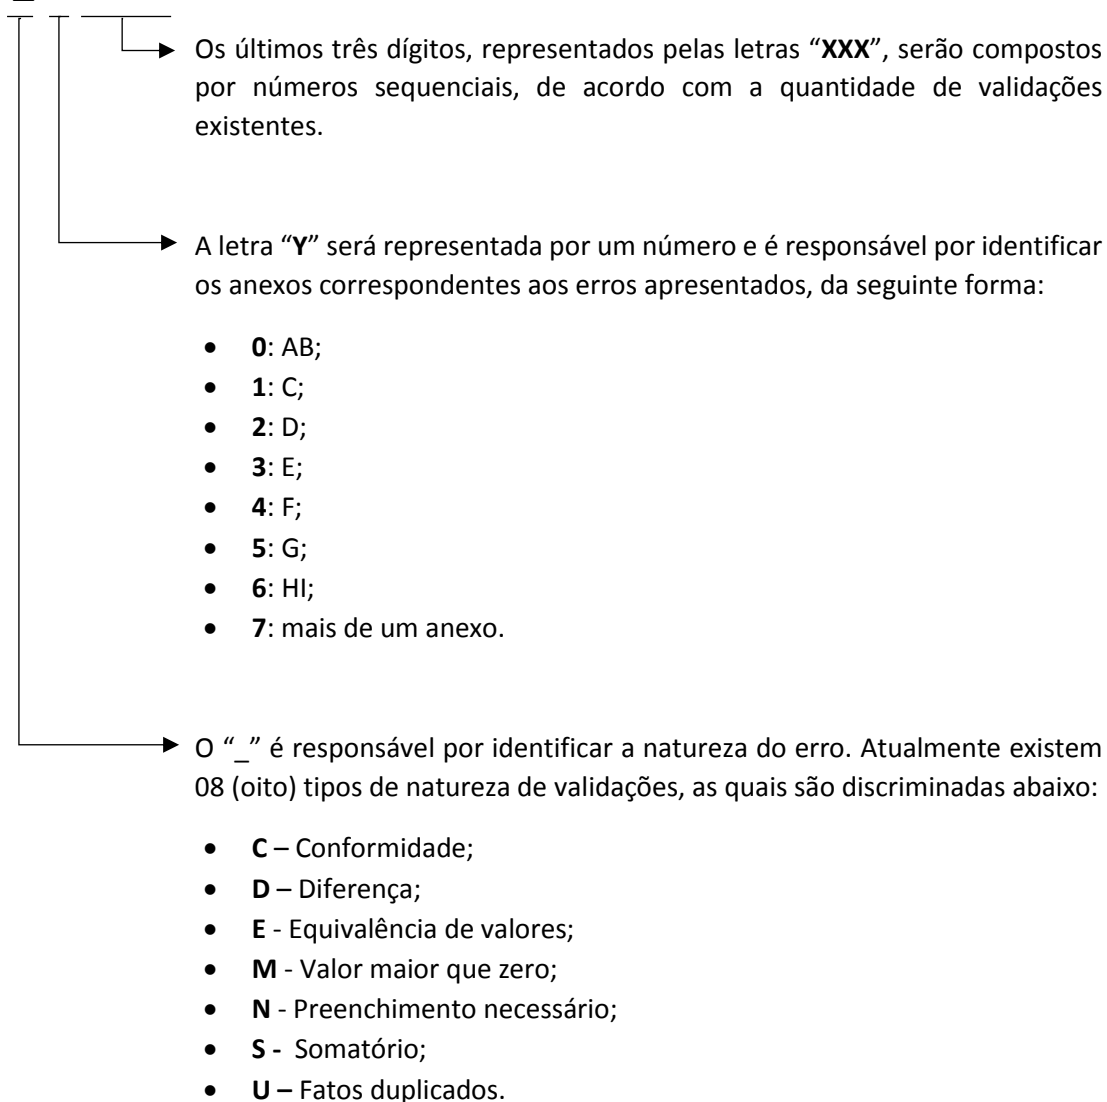 Os últimos três dígitos, representados pelas letras “XXX”, serão compostos
por números sequenciais, de acordo com a quantidade de validações
existentes.
A letra “Y” será representada por um número e é responsável por identificar
os anexos correspondentes aos erros apresentados, da seguinte forma:
• 0: AB;
• 1: C;
• 2: D;
• 3: E;
• 4: F;
• 5: G;
• 6: HI;
• 7: mais de um anexo.
O “_” é responsável por identificar a natureza do erro. Atualmente existem
08 (oito) tipos de natureza de validações, as quais são discriminadas abaixo:
• C – Conformidade;
• D – Diferença;
• E - Equivalência de valores;
• M - Valor maior que zero;
• N - Preenchimento necessário;
• S - Somatório;
• U – Fatos duplicados.